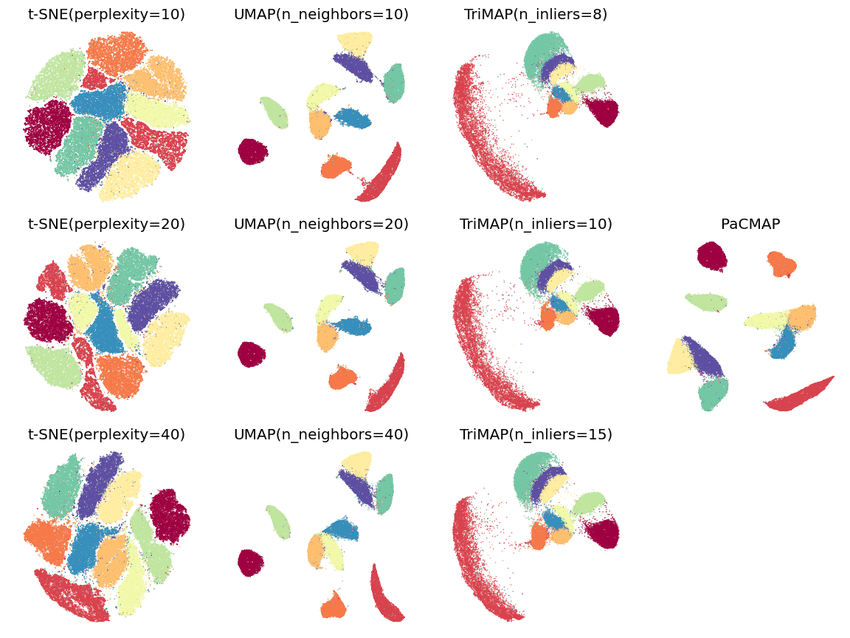 t-SNE(perplexity=10)
UMAP(n_neighbors=10)
TriMAP(n_inliers=8)
t-SNE(perplexity=20)
UMAP(n_neighbors=20)
TriMAP(n_inliers=10)
PaCMAP
t-SNE(perplexity=40)
UMAP(n_neighbors=40)
TriMAP(n_inliers=15)